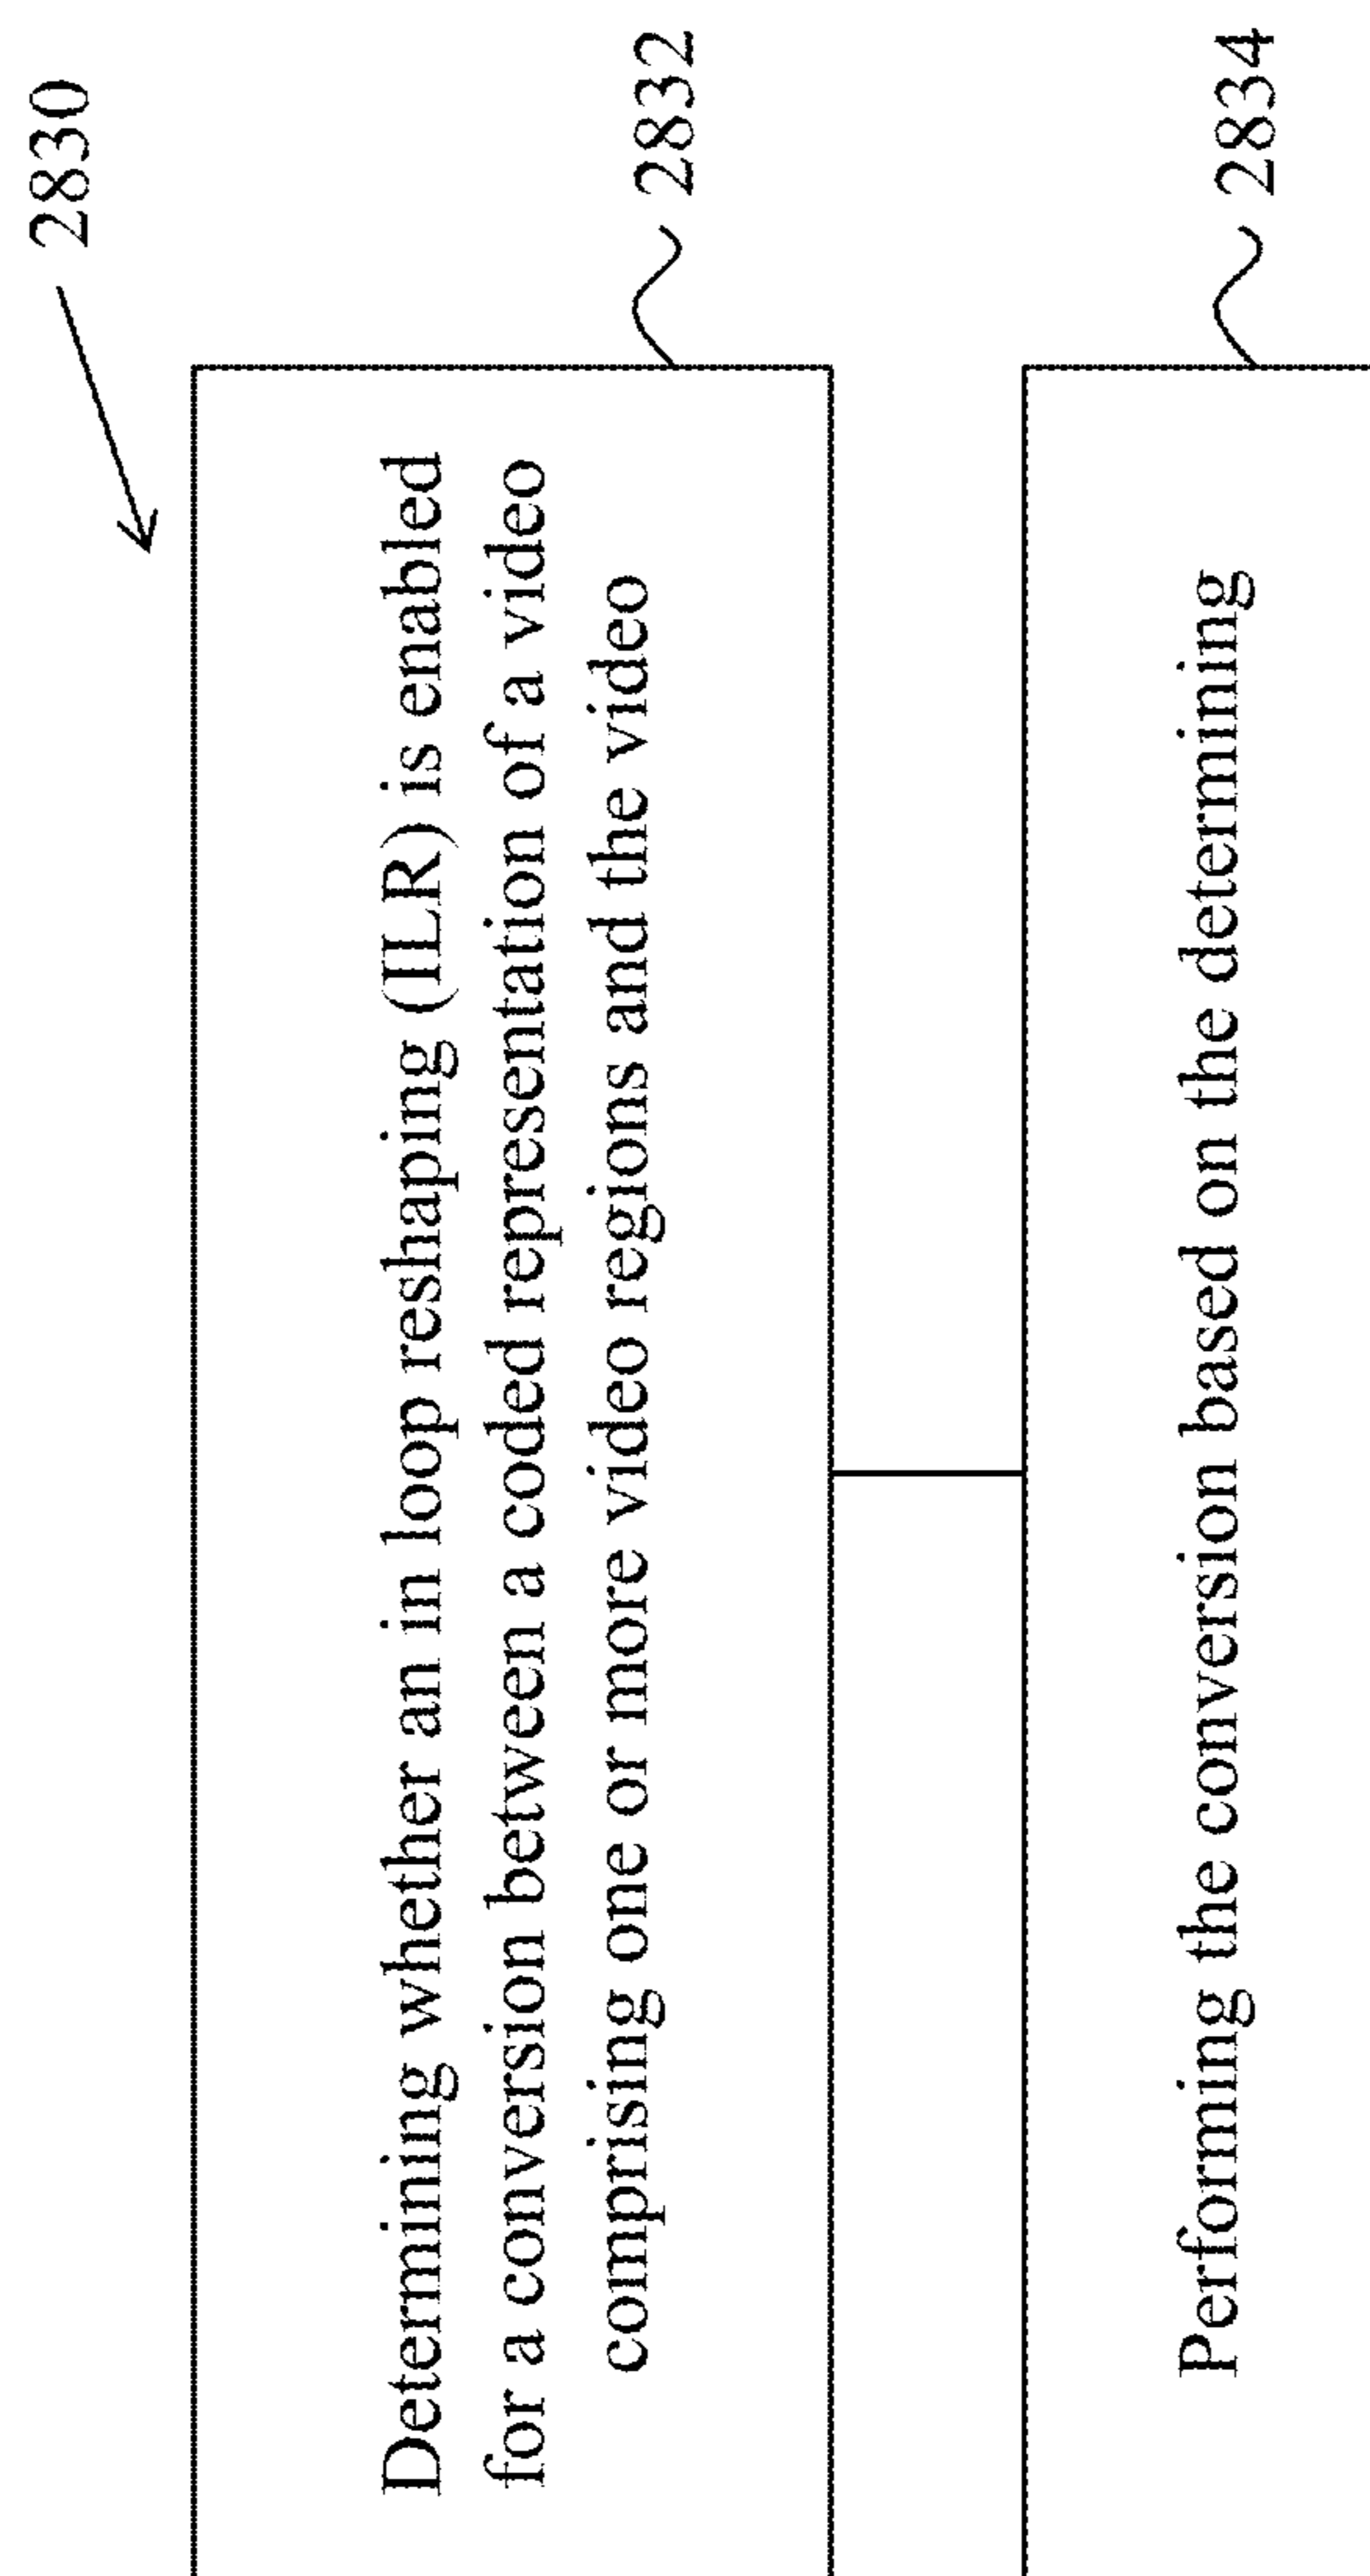 2830
Determining whether an in loop reshaping (ILR) is enabled
for a conversion between a coded representation of a video
comprising one or more video regions and the video
2832
Performing the conversion based on the determining
2834